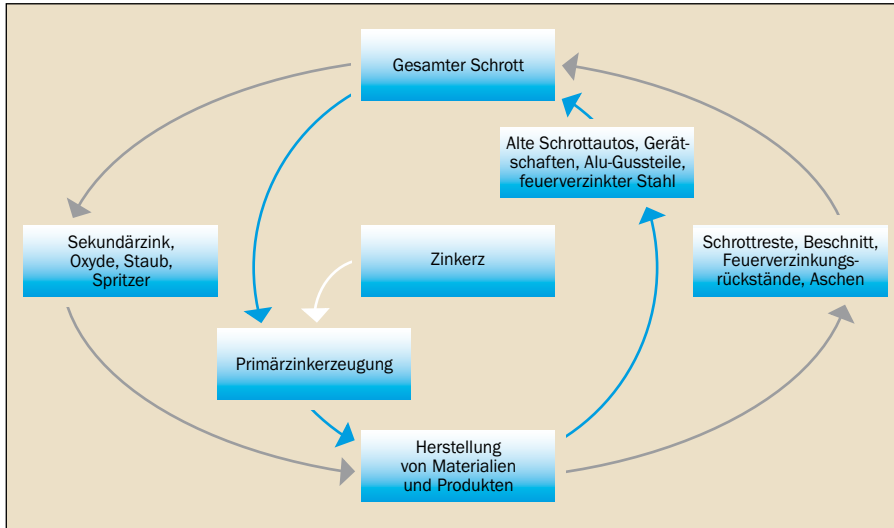 Gesamter Schrott
Alte Schrottautos, Gerät-
schaften, Alu-Gussteile,
feuerverzinkter Stahl
Sekundärzink,
Oxyde, Staub,
Spritzer
Zinkerz
Schrottreste, Beschnitt,
Feuerverzinkungs-
rückstände, Aschen
Primärzinkerzeugung
Herstellung
von Materialien
und Produkten